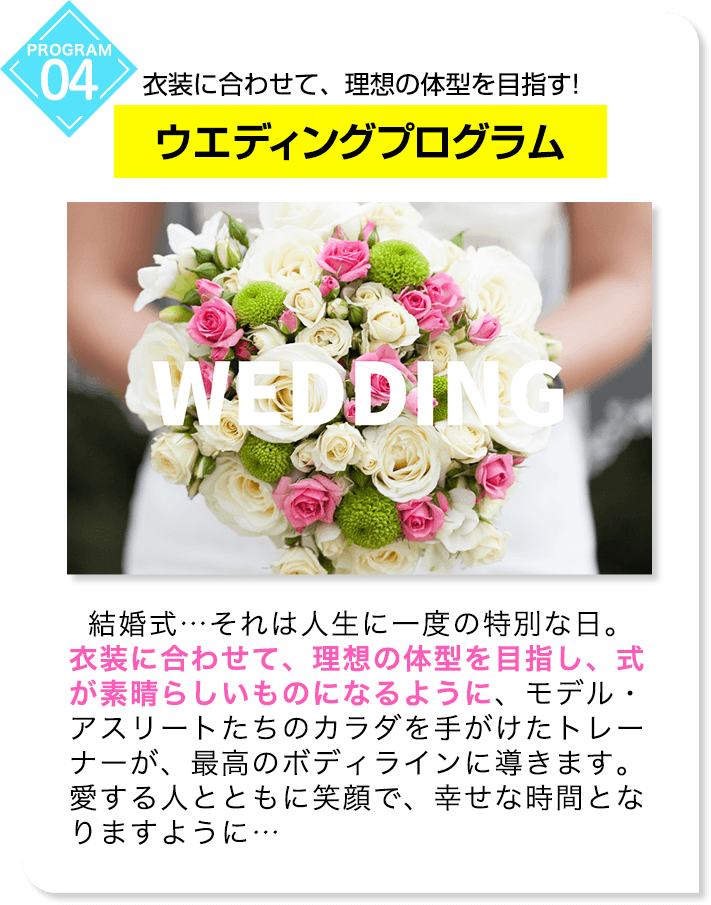 PROGRAM
04
衣装に合わせて、理想の体型を目指す!
ウエディングプログラム
WEDDING
結婚式…それは人生に一度の特別な日。
衣装に合わせて、理想の体型を目指し、式
が素晴らしいものになるように、モデル・
アスリートたちのカラダを手がけたトレー
ナーが、最高のボディラインに導きます。
愛する人とともに笑顔で、幸せな時間とな
りますように…